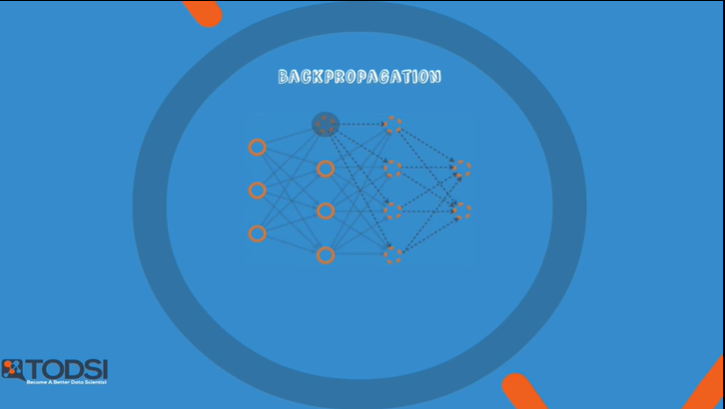 BACKPROPAGATION
TODSI
Become A Better Data Scientist